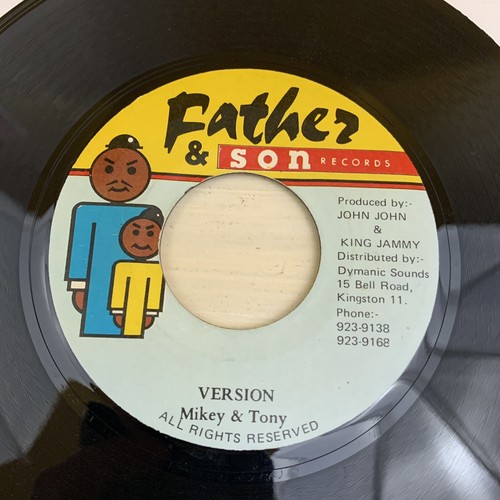 Father
& son RECORDS
Produced by:-
JOHN JOHN
&
KING JAMMY
Distributed by:-
Dymanic Sounds
15 Bell Road,
Kingston 11.
Phone:-
923-9138
923-9168
VERSION
Mikey & Tony
ALL RIGHTS RESERVED